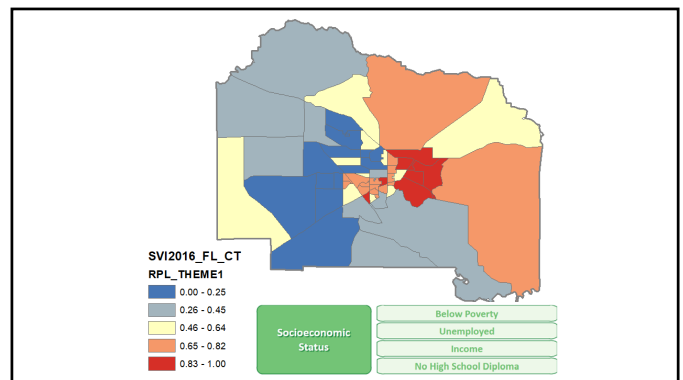 SVI2016_FL_CT
RPL_THEME1
0.00 - 0.25
0.26 - 0.45
0.46 - 0.64
0.65 - 0.82
0.83 - 1.00
Socioeconomic
Status
Below Poverty
Unemployed
Income
No High School Diploma